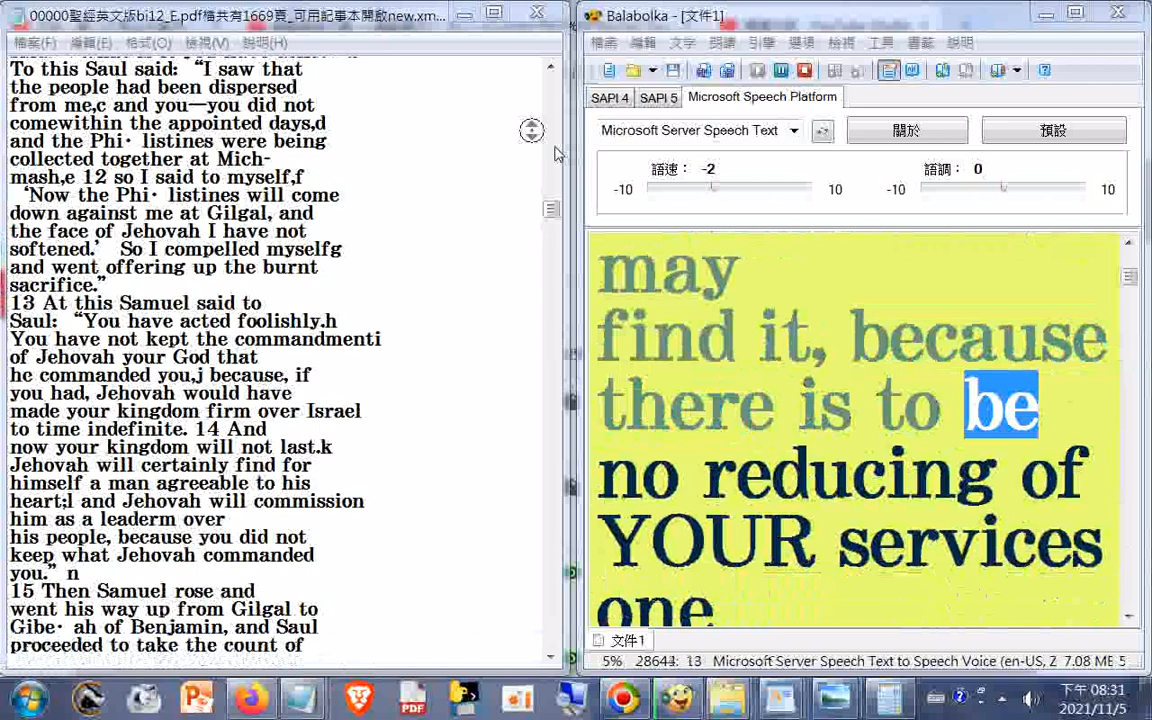 00000聖經英文版bi12_E.pdf檔共有1669頁_可用記事本開啟new.xm...
檔案(F) 編輯(E) 格式(O) 檢視(V) 說明(H)
To this Saul said: “I saw that
the people had been dispersed
from me,c and you—you did not
comewithin the appointed days,d
and the Phi· listines were being
collected together at Mich-
mash,e 12 so I said to myself,f
‘Now the Phi· listines will come
down against me at Gilgal, and
the face of Jehovah I have not
softened.’ So I compelled myselfg
and went offering up the burnt
sacrifice.”
13 At this Samuel said to
Saul: “You have acted foolishly.h
You have not kept the commandmenti
of Jehovah your God that
he commanded you,j because, if
you had, Jehovah would have
made your kingdom firm over Israel
to time indefinite. 14 And
now your kingdom will not last.k
Jehovah will certainly find for
himself a man agreeable to his
heart;l and Jehovah will commission
him as a leaderm over
his people, because you did not
keep what Jehovah commanded
you.” n
15 Then Samuel rose and
went his way up from Gilgal to
Gibe· ah of Benjamin, and Saul
proceeded to take the count of
Balabolka - [文件1]
檔案 編輯 文字 朗讀 引擎 選項 檢視 工具 書籤 說明
SAPI 4 SAPI 5 Microsoft Speech Platform
Microsoft Server Speech Text 關於 預設
語速： -2 語調： 0
-10 10 -10 10
may
find it, because
there is to be
no reducing of
YOUR services
one
文件1
5% 28644: 13 Microsoft Server Speech Text to Speech Voice (en-US, Z 7.08 MB 5
PDF
下午 08:31
2021/11/5